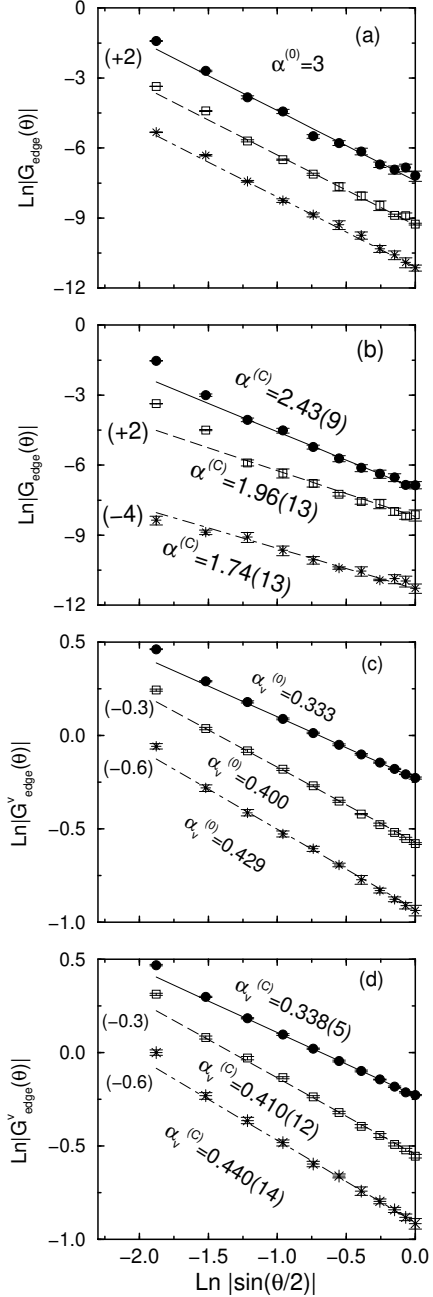 0
(a)
(+2)
α^(0)=3
−3
−6
−9
−12
Ln|G_edge(θ)|
0
(b)
α^(C)=2.43(9)
−3
(+2)
α^(C)=1.96(13)
−6
(−4)
α^(C)=1.74(13)
−9
−12
Ln|G_edge(θ)|
0.5
(c)
α_v^(0)=0.333
(−0.3)
0.0
α_v^(0)=0.400
(−0.6)
α_v^(0)=0.429
−0.5
−1.0
Ln|G^v_edge(θ)|
0.5
(d)
α_v^(C)=0.338(5)
(−0.3)
0.0
α_v^(C)=0.410(12)
(−0.6)
α_v^(C)=0.440(14)
−0.5
−1.0
Ln|G^v_edge(θ)|
−2.0 −1.5 −1.0 −0.5 0.0
Ln |sin(θ/2)|